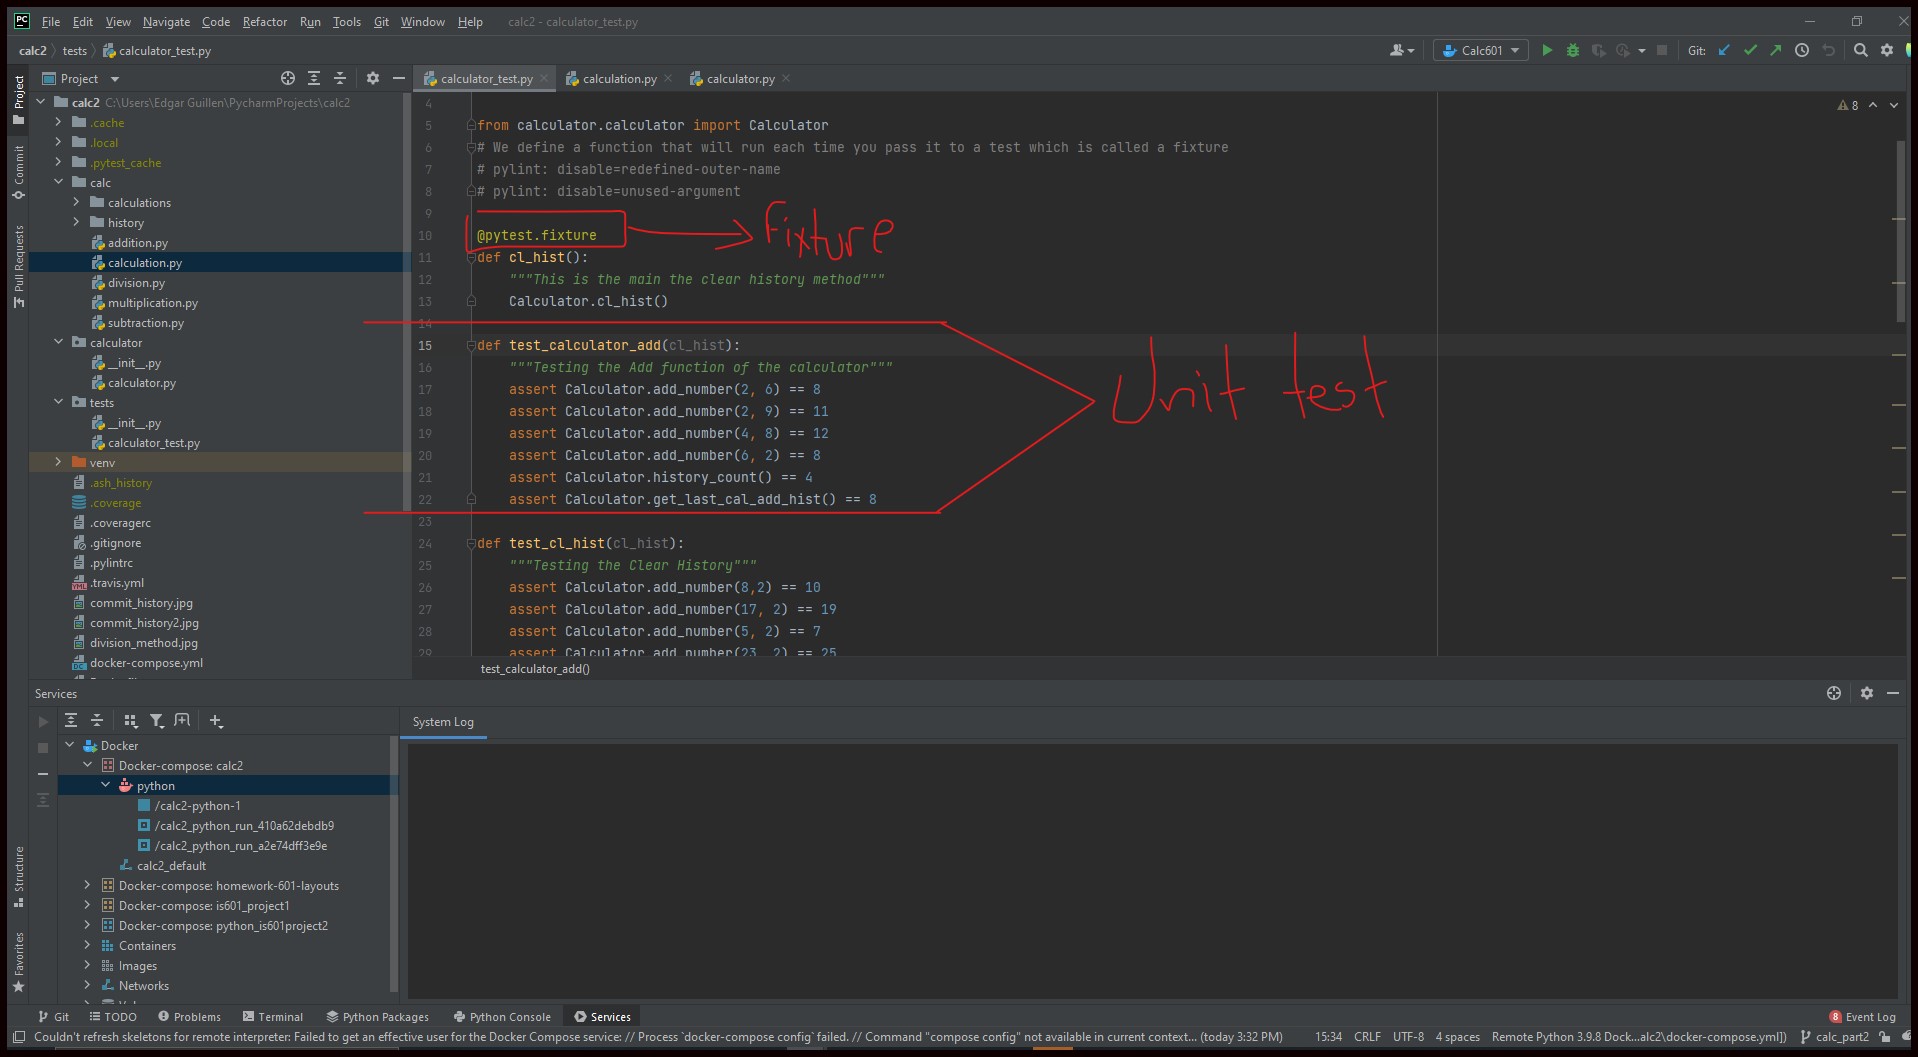 File Edit View Navigate Code Refactor Run Tools Git Window Help calc2 - calculator_test.py
calc2 tests calculator_test.py
Calc601 Git:
Project
calculator_test.py calculation.py calculator.py
Project
Commit
Pull Requests
Structure
Favorites
calc2 C:\Users\Edgar Guillen\PycharmProjects\calc2
.cache
.local
.pytest_cache
calc
calculations
history
addition.py
calculation.py
division.py
multiplication.py
subtraction.py
calculator
__init__.py
calculator.py
tests
__init__.py
calculator_test.py
venv
.ash_history
.coverage
.coveragerc
.gitignore
.pylintrc
.travis.yml
commit_history.jpg
commit_history2.jpg
division_method.jpg
docker-compose.yml
8
4
5 from calculator.calculator import Calculator
6 # We define a function that will run each time you pass it to a test which is called a fixture
7 # pylint: disable=redefined-outer-name
8 # pylint: disable=unused-argument
9
10 @pytest.fixture
Fixture
11 def cl_hist():
12 """This is the main the clear history method"""
13 Calculator.cl_hist()
14
15 def test_calculator_add(cl_hist):
16 """Testing the Add function of the calculator"""
17 assert Calculator.add_number(2, 6) == 8
18 assert Calculator.add_number(2, 9) == 11
19 assert Calculator.add_number(4, 8) == 12
20 assert Calculator.add_number(6, 2) == 8
21 assert Calculator.history_count() == 4
22 assert Calculator.get_last_cal_add_hist() == 8
Unit test
23
24 def test_cl_hist(cl_hist):
25 """Testing the Clear History"""
26 assert Calculator.add_number(8,2) == 10
27 assert Calculator.add_number(17, 2) == 19
28 assert Calculator.add_number(5, 2) == 7
29 assert Calculator.add_number(23, 2) == 25
test_calculator_add()
Services
System Log
Docker
Docker-compose: calc2
python
/calc2-python-1
/calc2_python_run_410a62debdb9
/calc2_python_run_a2e74dff3e9e
calc2_default
Docker-compose: homework-601-layouts
Docker-compose: is601_project1
Docker-compose: python_is601project2
Containers
Images
Networks
Git TODO Problems Terminal Python Packages Python Console Services 8 Event Log
Couldn't refresh skeletons for remote interpreter: Failed to get an effective user for the Docker Compose service: // Process `docker-compose config` failed. // Command "compose config" not available in current context... (today 3:32 PM) 15:34 CRLF UTF-8 4 spaces Remote Python 3.9.8 Dock...alc2\docker-compose.yml]) calc_part2